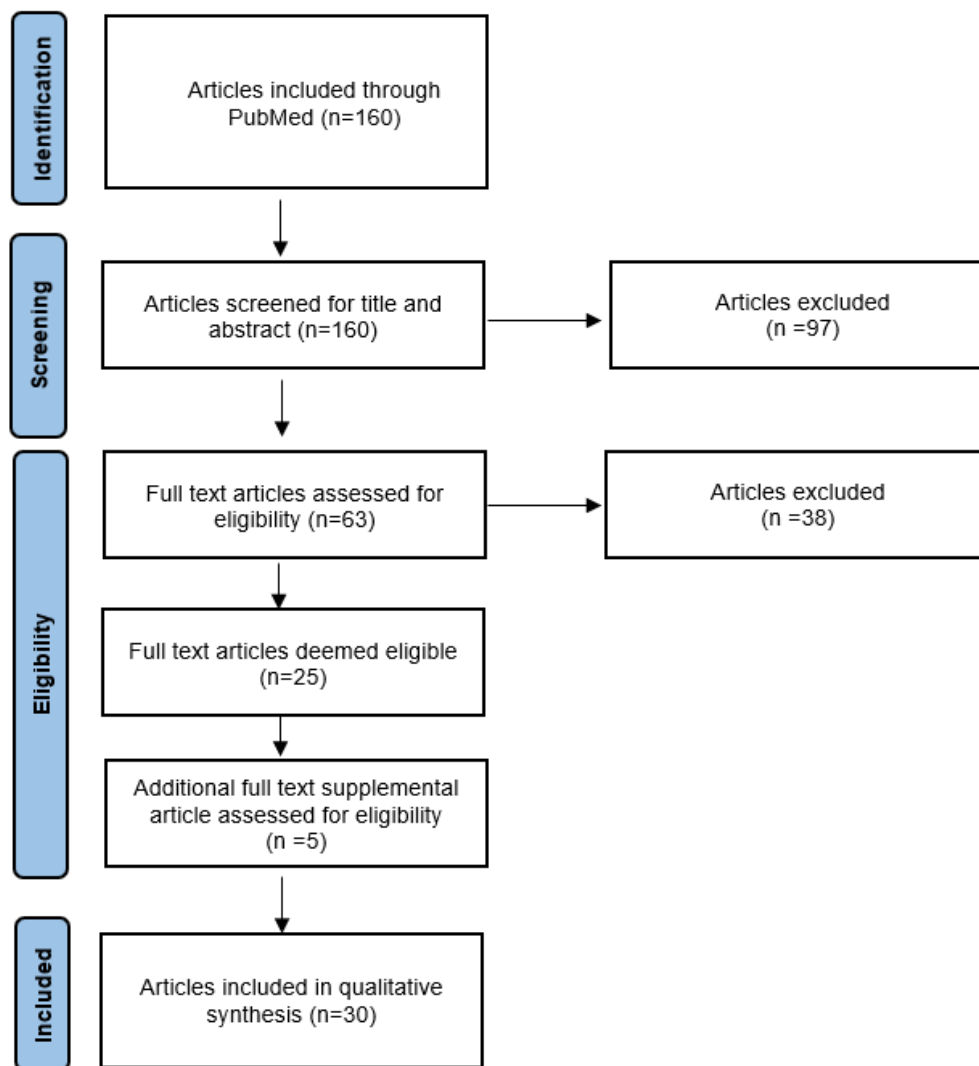 Identification
Articles included through
PubMed (n=160)
Screening
Articles screened for title and
abstract (n=160)
Articles excluded
(n =97)
Eligibility
Full text articles assessed for
eligibility (n=63)
Articles excluded
(n =38)
Full text articles deemed eligible
(n=25)
Additional full text supplemental
article assessed for eligibility
(n =5)
Included
Articles included in qualitative
synthesis (n=30)